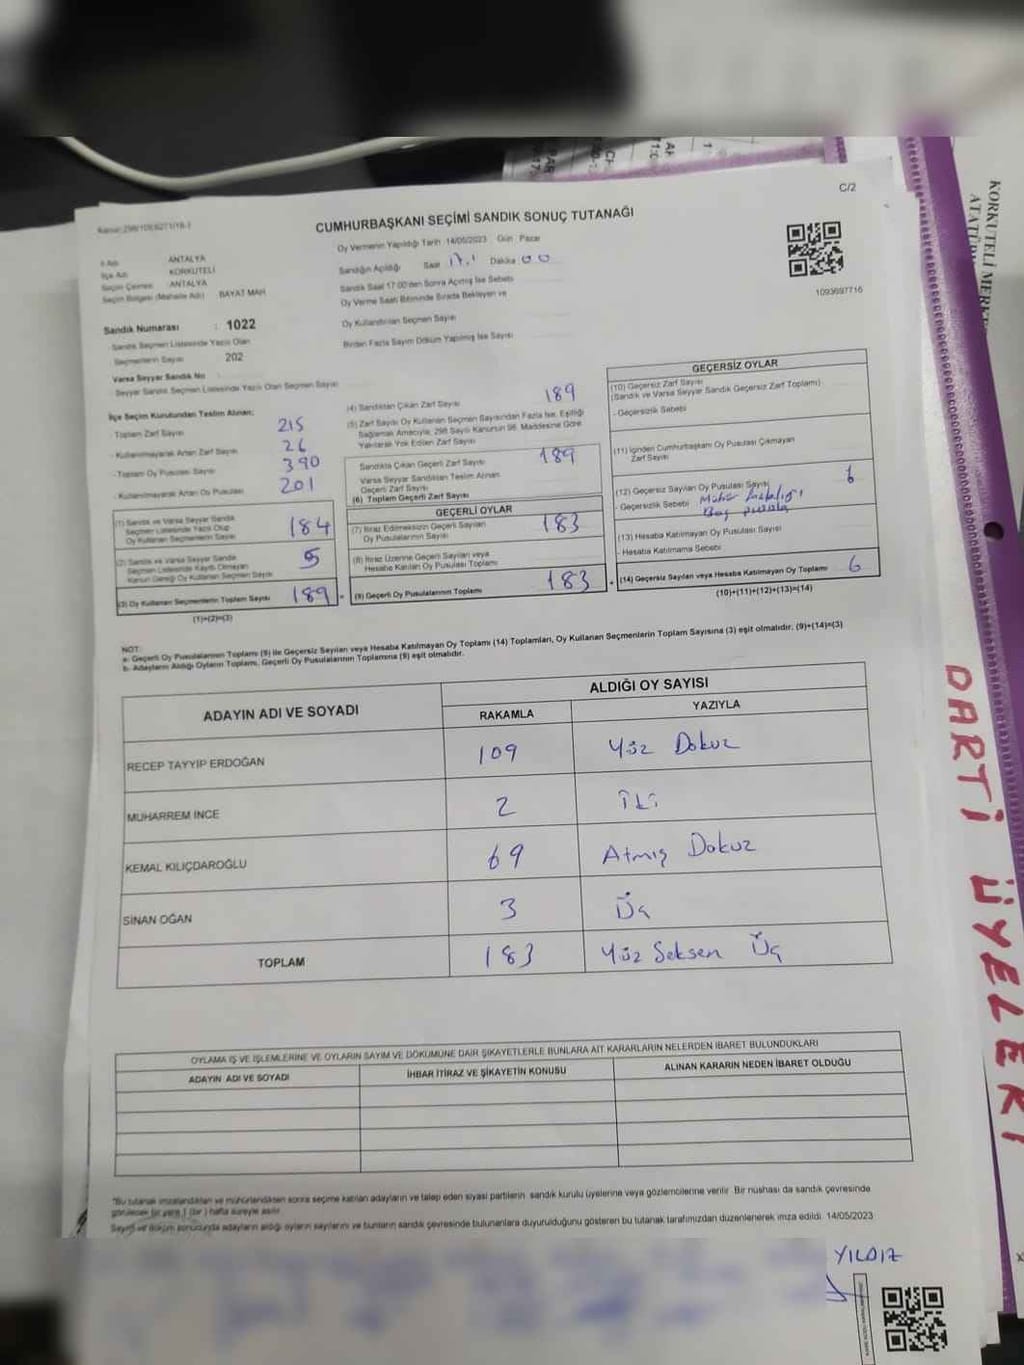 C/2
CUMHURBAŞKANI SEÇİMİ SANDIK SONUÇ TUTANAĞI
Oy Vermenin Yapıldığı Tarih 14/05/2023 Gün Pazar
İl Adı ANTALYA
İlçe Adı KORKUTELİ
Seçim Çevresi ANTALYA
Seçim Bölgesi (Mahalle Adı) BAYAT MAH
Sandığın Açıldığı Saat 17.1 Dakika 00
Sandık Saat 17:00'den Sonra Açılmış İse Sebebi
Oy Verme Saati Bitiminde Sırada Bekleyen ve
Oy Kullandırılan Seçmen Sayısı
Birden Fazla Sayım Döküm Yapılmış İse Sayısı
1093697716
Sandık Numarası : 1022
Sandık Seçmen Listesinde Yazılı Olan
Seçmenlerin Sayısı 202
Varsa Seyyar Sandık No
Seyyar Sandık Seçmen Listesinde Yazılı Olan Seçmen Sayısı
İlçe Seçim Kurulundan Teslim Alınan;
- Toplam Zarf Sayısı 215
- Kullanılmayarak Artan Zarf Sayısı 26
- Toplam Oy Pusulası Sayısı 390
- Kullanılmayarak Artan Oy Pusulası 201
(1) Sandık ve Varsa Seyyar Sandık
Seçmen Listesinde Yazılı Olup
Oy Kullanan Seçmenlerin Sayısı 184
(2) Sandık ve Varsa Seyyar Sandık
Seçmen Listesinde Kayıtlı Olmayan
Kanun Gereği Oy Kullanan Seçmen Sayısı 5
(3) Oy Kullanan Seçmenlerin Toplam Sayısı 189
(1)+(2)=(3)
(4) Sandıktan Çıkan Zarf Sayısı 189
(5) Zarf Sayısı Oy Kullanan Seçmen Sayısından Fazla İse, Eşitliği
Sağlamak Amacıyla, 298 Sayılı Kanunun 98. Maddesine Göre
Yakılarak Yok Edilen Zarf Sayısı
Sandıkta Çıkan Geçerli Zarf Sayısı 189
Varsa Seyyar Sandıktan Teslim Alınan
Geçerli Zarf Sayısı
(6) Toplam Geçerli Zarf Sayısı
GEÇERLİ OYLAR
(7) İtiraz Edilmeksizin Geçerli Sayılan
Oy Pusulalarının Sayısı 183
(8) İtiraz Üzerine Geçerli Sayılan veya
Hesaba Katılan Oy Pusulası Toplamı
(9) Geçerli Oy Pusulalarının Toplamı 183
GEÇERSİZ OYLAR
(10) Geçersiz Zarf Sayısı
(Sandık ve Varsa Seyyar Sandık Geçersiz Zarf Toplamı)
- Geçersizlik Sebebi
(11) İçinden Cumhurbaşkanı Oy Pusulası Çıkmayan
Zarf Sayısı
(12) Geçersiz Sayılan Oy Pusulası Sayısı 6
- Geçersizlik Sebebi Mühür hatalığı
Boş pusula
(13) Hesaba Katılmayan Oy Pusulası Sayısı
- Hesaba Katılmama Sebebi
(14) Geçersiz Sayılan veya Hesaba Katılmayan Oy Toplamı 6
(10)+(11)+(12)+(13)=(14)
NOT:
a- Geçerli Oy Pusulalarının Toplamı (9) ile Geçersiz Sayılan veya Hesaba Katılmayan Oy Toplamı (14) Toplamları, Oy Kullanan Seçmenlerin Toplam Sayısına (3) eşit olmalıdır. (9)+(14)=(3)
b- Adayların Aldığı Oyların Toplamı, Geçerli Oy Pusulalarının Toplamına (9) eşit olmalıdır.
ADAYIN ADI VE SOYADI ALDIĞI OY SAYISI
RAKAMLA YAZIYLA
RECEP TAYYİP ERDOĞAN 109 Yüz Dokuz
MUHARREM İNCE 2 İki
KEMAL KILIÇDAROĞLU 69 Atmış Dokuz
SİNAN OĞAN 3 Üç
TOPLAM 183 Yüz Seksen Üç
OYLAMA İŞ VE İŞLEMLERİNE VE OYLARIN SAYIM VE DÖKÜMÜNE DAİR ŞİKAYETLERLE BUNLARA AİT KARARLARIN NELERDEN İBARET BULUNDUKLARI
ADAYIN ADI VE SOYADI İHBAR İTİRAZ VE ŞİKAYETİN KONUSU ALINAN KARARIN NEDEN İBARET OLDUĞU
"Bu tutanak imzalandıktan ve mühürlendikten sonra seçime katılan adayların ve talep eden siyasi partilerin sandık kurulu üyelerine veya gözlemcilerine verilir. Bir nüshası da sandık çevresinde
görülecek bir yere 1 (bir) hafta süreyle asılır.
Sayım ve döküm sonucunda adayların aldığı oyların sayılarını ve bunların sandık çevresinde bulunanlara duyurulduğunu gösteren bu tutanak tarafımızdan düzenlenerek imza edildi. 14/05/2023
YILDIZ
KORKUTELİ MERKE
PARTİ ÜYELERİ